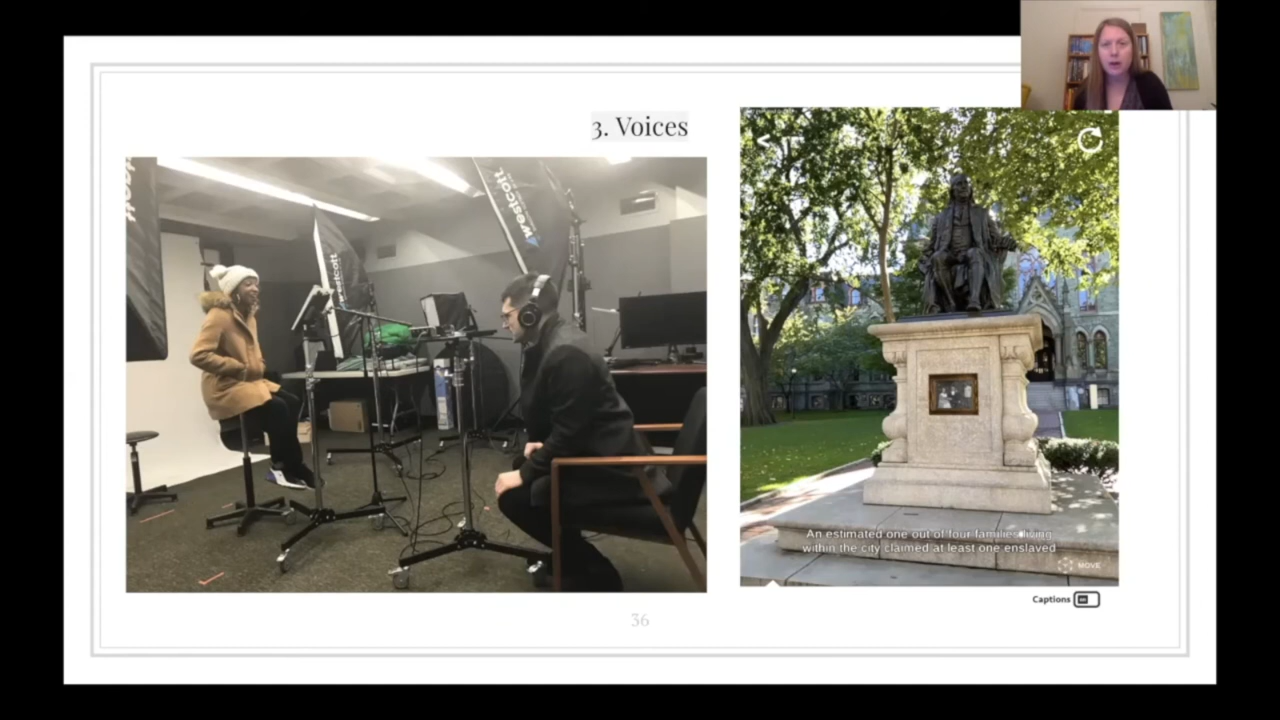 3. Voices
westcott
westcott
An estimated one out of four families living
within the city claimed at least one enslaved
MOVE
Captions
36